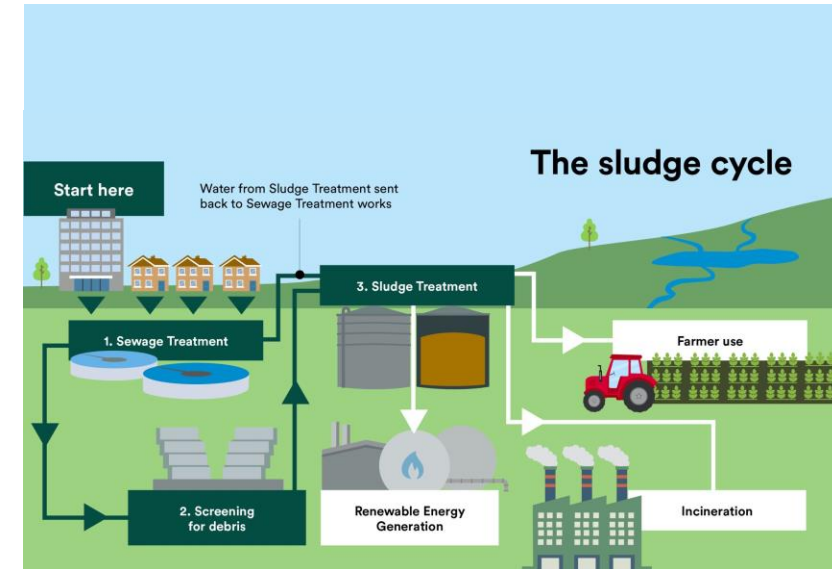 The sludge cycle
Start here
Water from Sludge Treatment sent
back to Sewage Treatment works
3. Sludge Treatment
1. Sewage Treatment
Farmer use
2. Screening
for debris
Renewable Energy
Generation
Incineration